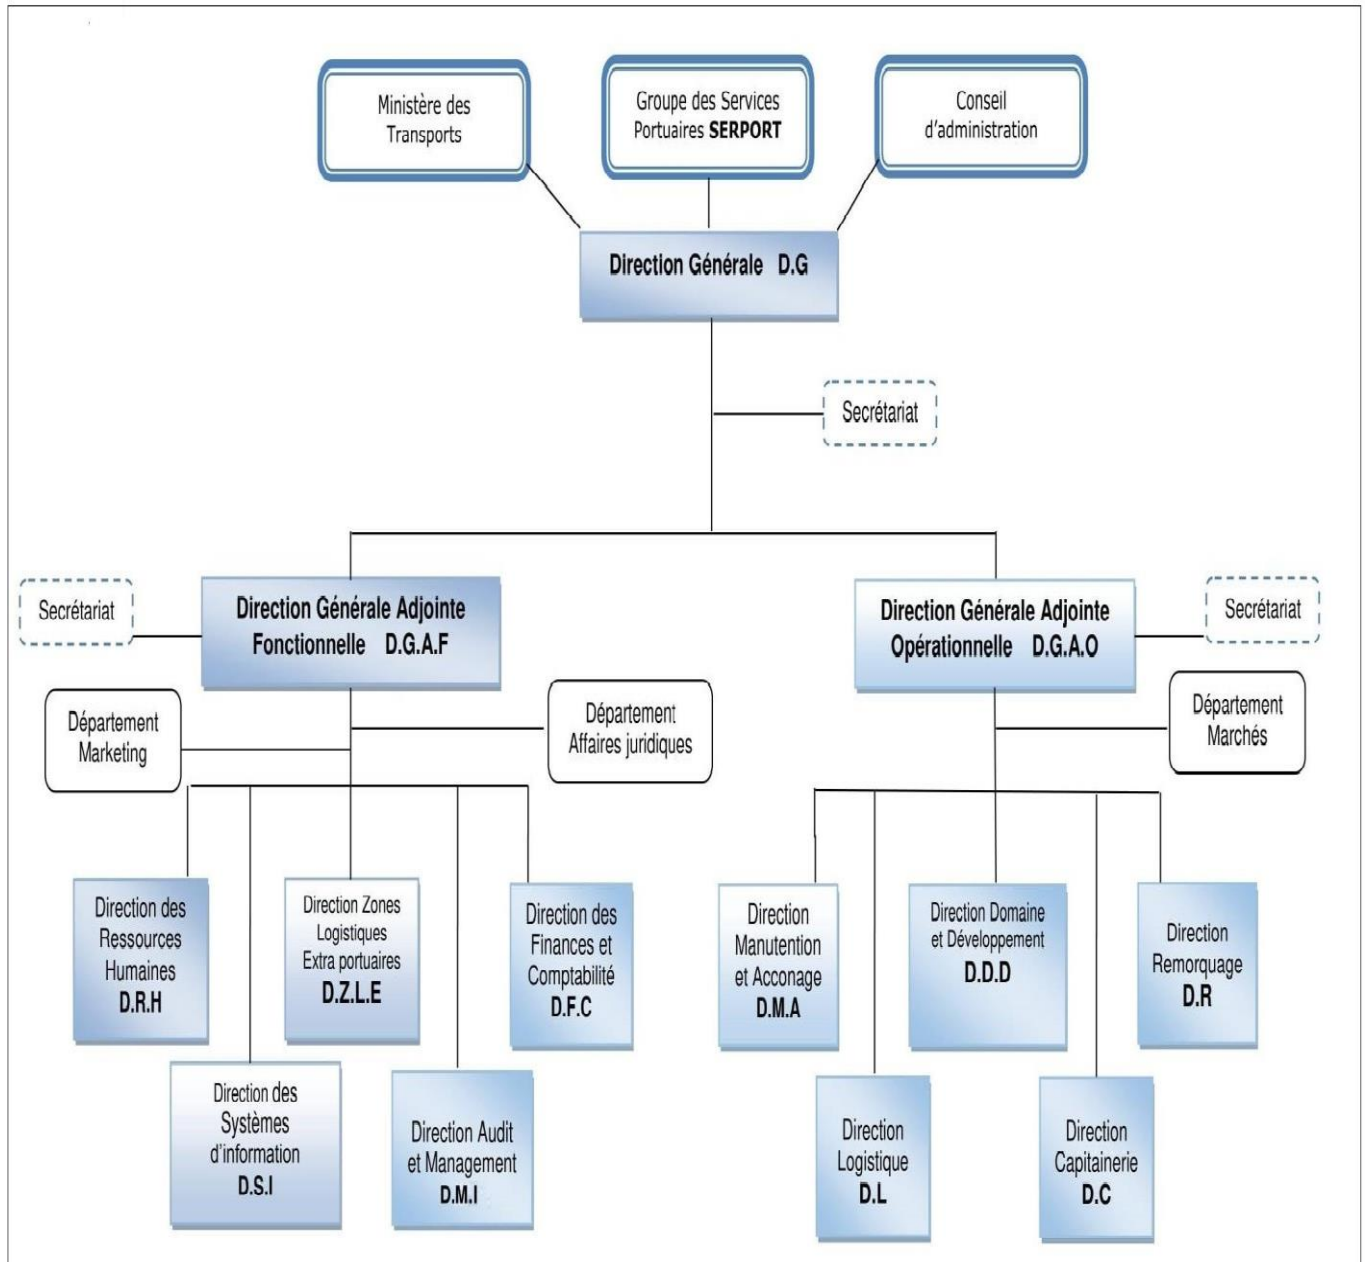 Ministère des
Transports
Groupe des Services
Portuaires SERPORT
Conseil
d'administration
Direction Générale D.G
Secrétariat
Secrétariat
Direction Générale Adjointe
Fonctionnelle D.G.A.F
Direction Générale Adjointe
Opérationnelle D.G.A.O
Secrétariat
Département
Marketing
Département
Affaires juridiques
Département
Marchés
Direction des
Ressources
Humaines
D.R.H
Direction Zones
Logistiques
Extra portuaires
D.Z.L.E
Direction des
Finances et
Comptabilité
D.F.C
Direction
Manutention
et Acconage
D.M.A
Direction Domaine
et Développement
D.D.D
Direction
Remorquage
D.R
Direction des
Systèmes
d'information
D.S.I
Direction Audit
et Management
D.M.I
Direction
Logistique
D.L
Direction
Capitainerie
D.C